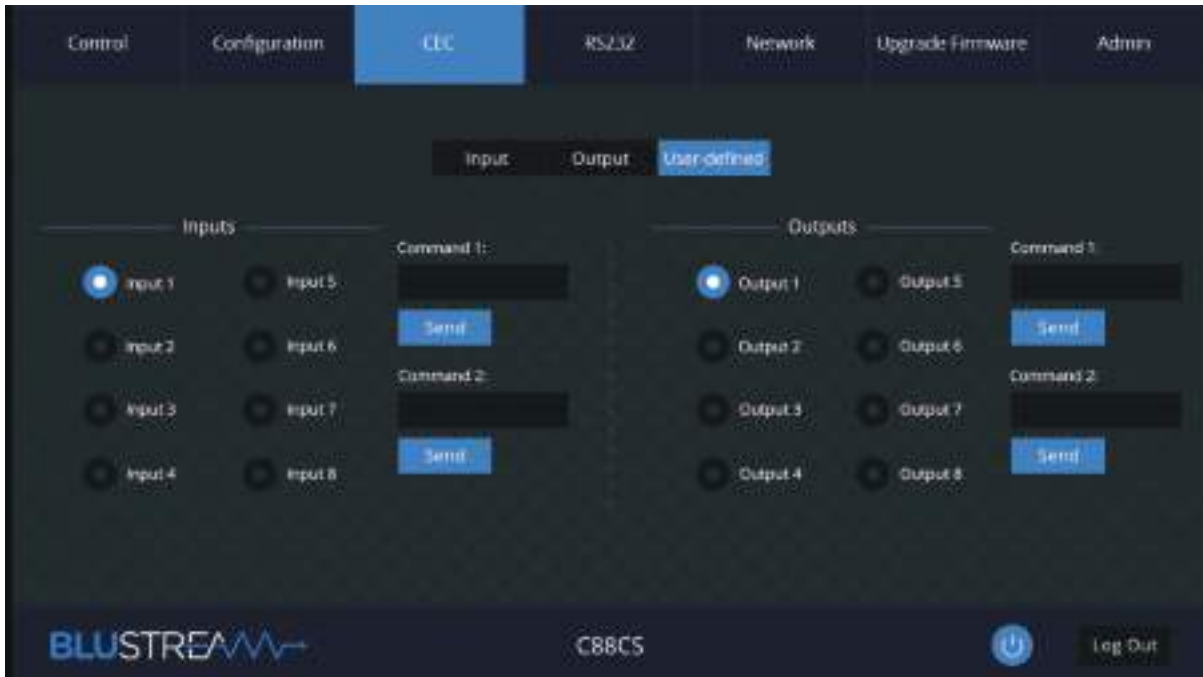 Control Configuration CEC RS232 Network Upgrade Firmware Admin
Input Output User-defined
Inputs
Input 1 Input 5
Input 2 Input 6
Input 3 Input 7
Input 4 Input 8
Command 1:
Send
Command 2:
Send
Outputs
Output 1 Output 5
Output 2 Output 6
Output 3 Output 7
Output 4 Output 8
Command 1:
Send
Command 2:
Send
BLUSTREAM C88CS Log Out